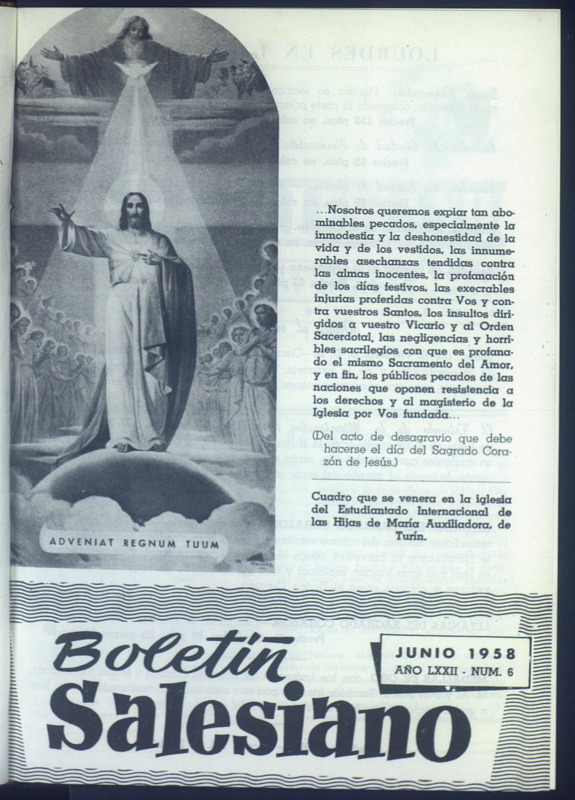 ...Nosotros queremos expiar tan abo-
minables pecados, especialmente la
inmodestia y la deshonestidad de la
vida y de los vestidos, las innume-
rables asechanzas tendidas contra
las almas inocentes, la profanación
de los días festivos, las execrables
injurias proferidas contra Vos y con-
tra vuestros Santos, los insultos diri-
gidos a vuestro Vicario y al Orden
Sacerdotal, las negligencias y horri-
bles sacrilegios con que es profana-
do el mismo Sacramento del Amor,
y en fin, los públicos pecados de las
naciones que oponen resistencia a
los derechos y al magisterio de la
Iglesia por Vos fundada...
(Del acto de desagravio que debe
hacerse el día del Sagrado Cora-
zón de Jesús.)
Cuadro que se venera en la iglesia
del Estudiantado Internacional de
las Hijas de María Auxiliadora, de
Turín.
ADVENIAT REGNUM TUUM
Boletín
Salesiano
JUNIO 1958
AÑO LXXII - NUM. 6